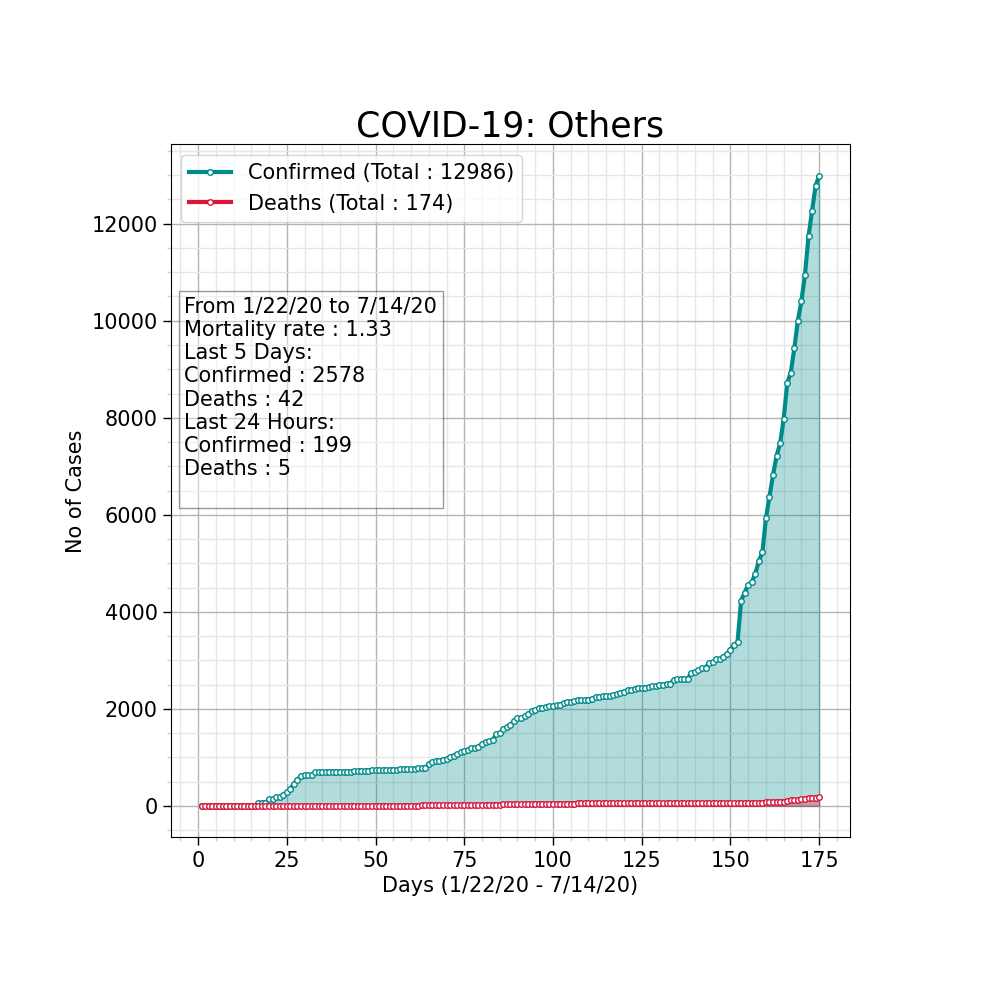 COVID-19: Others
Confirmed (Total : 12986)
Deaths (Total : 174)
From 1/22/20 to 7/14/20
Mortality rate : 1.33
Last 5 Days:
Confirmed : 2578
Deaths : 42
Last 24 Hours:
Confirmed : 199
Deaths : 5
No of Cases
12000
10000
8000
6000
4000
2000
0
0 25 50 75 100 125 150 175
Days (1/22/20 - 7/14/20)